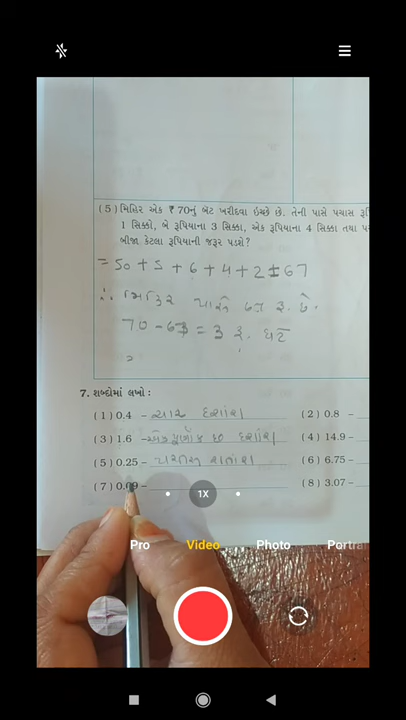 (5) મિહિર એક ₹ 70નું બેટ ખરીદવા ઇચ્છે છે. તેની પાસે પચાસ રૂપિ
1 સિક્કો, બે રૂપિયાના 3 સિક્કા, એક રૂપિયાના 4 સિક્કા તથા પ
બીજા કેટલા રૂપિયાની જરૂર પડશે?
= 50 + 5 + 6 + 4 + 2 = 67
∴ મિહિર પાસે
70 - 67 = 3 રૂ. ઘટે
7. શબ્દોમાં લખો :
(1) 0.4 - ચાર દશાંશ
(2) 0.8 -
(3) 1.6 - એક પૂર્ણાંક છ દશાંશ
(4) 14.9 -
(5) 0.25 - પચીસ શતાંશ
(6) 6.75 -
(7) 0.09 -
(8) 3.07 -
1X
Pro Video Photo Portra